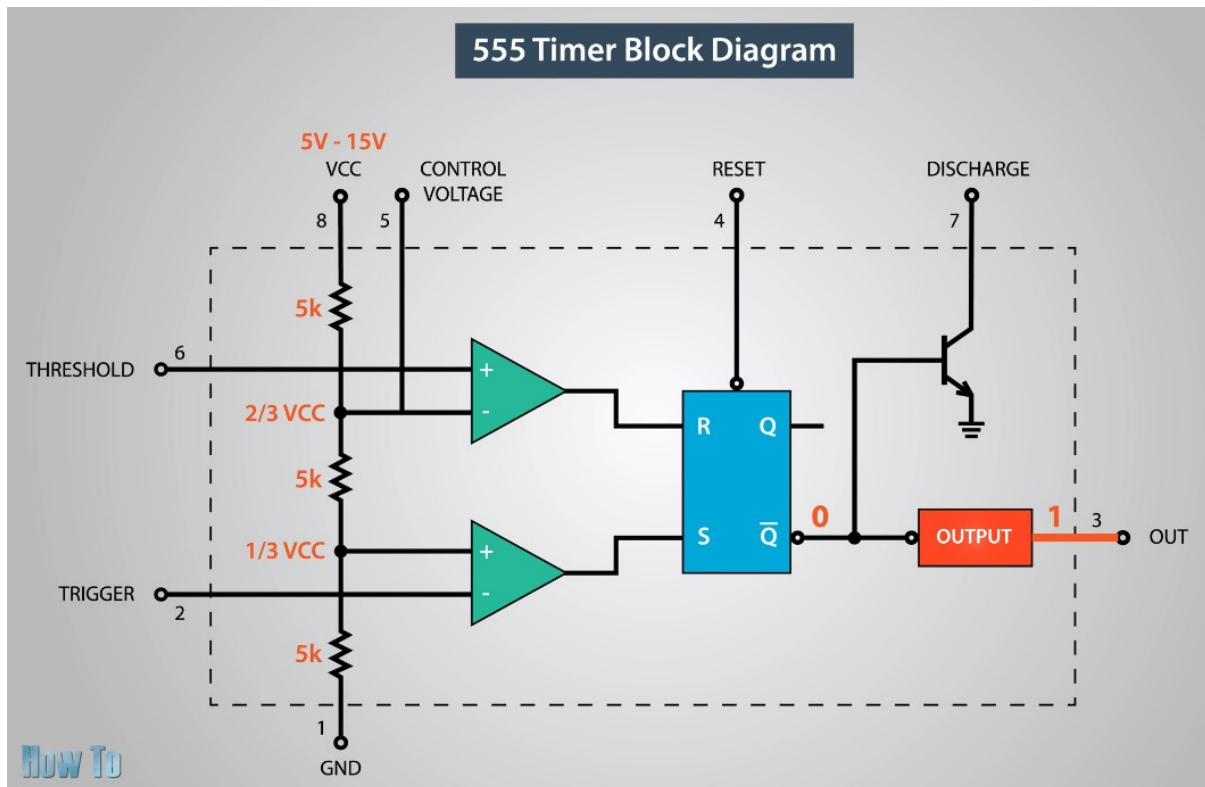 555 Timer Block Diagram
5V - 15V
VCC
CONTROL
VOLTAGE
RESET
DISCHARGE
8
5
4
7
5k
THRESHOLD
6
+
-
2/3 VCC
R
Q
5k
S
Q̅
0
OUTPUT
1
3
OUT
1/3 VCC
+
-
TRIGGER
2
5k
1
GND
How To